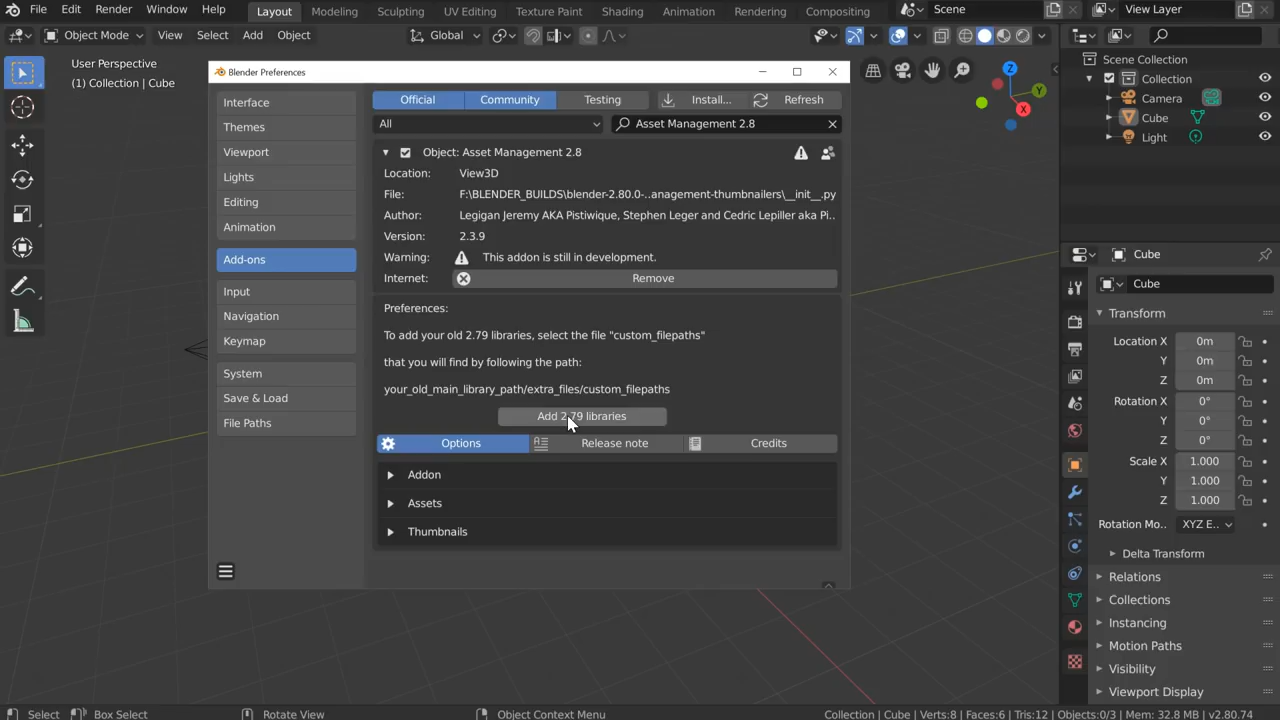 File Edit Render Window Help Layout Modeling Sculpting UV Editing Texture Paint Shading Animation Rendering Compositing Scene View Layer
Object Mode View Select Add Object Global
User Perspective
(1) Collection | Cube
Blender Preferences
Interface
Themes
Viewport
Lights
Editing
Animation
Add-ons
Input
Navigation
Keymap
System
Save & Load
File Paths
Official Community Testing Install... Refresh
All Asset Management 2.8
Object: Asset Management 2.8
Location: View3D
File: F:\BLENDER_BUILDS\blender-2.80.0-..anagement-thumbnailers\__init__.py
Author: Legigan Jeremy AKA Pistiwique, Stephen Leger and Cedric Lepiller aka Pi..
Version: 2.3.9
Warning: This addon is still in development.
Internet: Remove
Preferences:
To add your old 2.79 libraries, select the file "custom_filepaths"
that you will find by following the path:
your_old_main_library_path/extra_files/custom_filepaths
Add 2.79 libraries
Options Release note Credits
Addon
Assets
Thumbnails
Z
Y
X
Scene Collection
Collection
Camera
Cube
Light
Cube
Cube
Transform
Location X 0m
Y 0m
Z 0m
Rotation X 0°
Y 0°
Z 0°
Scale X 1.000
Y 1.000
Z 1.000
Rotation Mo.. XYZ E..
Delta Transform
Relations
Collections
Instancing
Motion Paths
Visibility
Viewport Display
Select Box Select Rotate View Object Context Menu Collection | Cube | Verts:8 | Faces:6 | Tris:12 | Objects:0/3 | Mem: 32.8 MB | v2.80.74